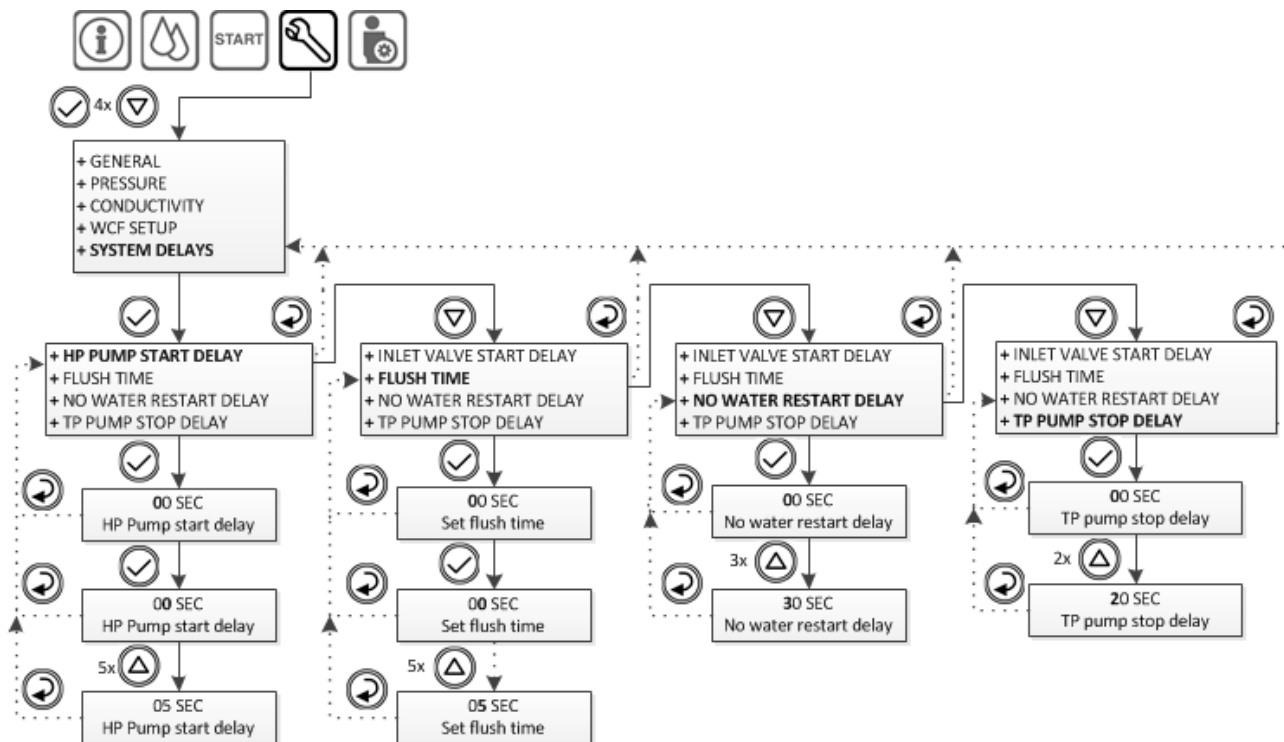 START
4x
+ GENERAL
+ PRESSURE
+ CONDUCTIVITY
+ WCF SETUP
+ SYSTEM DELAYS
+ HP PUMP START DELAY
+ FLUSH TIME
+ NO WATER RESTART DELAY
+ TP PUMP STOP DELAY
00 SEC
HP Pump start delay
00 SEC
HP Pump start delay
5x
05 SEC
HP Pump start delay
+ INLET VALVE START DELAY
+ FLUSH TIME
+ NO WATER RESTART DELAY
+ TP PUMP STOP DELAY
00 SEC
Set flush time
00 SEC
Set flush time
5x
05 SEC
Set flush time
+ INLET VALVE START DELAY
+ FLUSH TIME
+ NO WATER RESTART DELAY
+ TP PUMP STOP DELAY
00 SEC
No water restart delay
3x
30 SEC
No water restart delay
+ INLET VALVE START DELAY
+ FLUSH TIME
+ NO WATER RESTART DELAY
+ TP PUMP STOP DELAY
00 SEC
TP pump stop delay
2x
20 SEC
TP pump stop delay